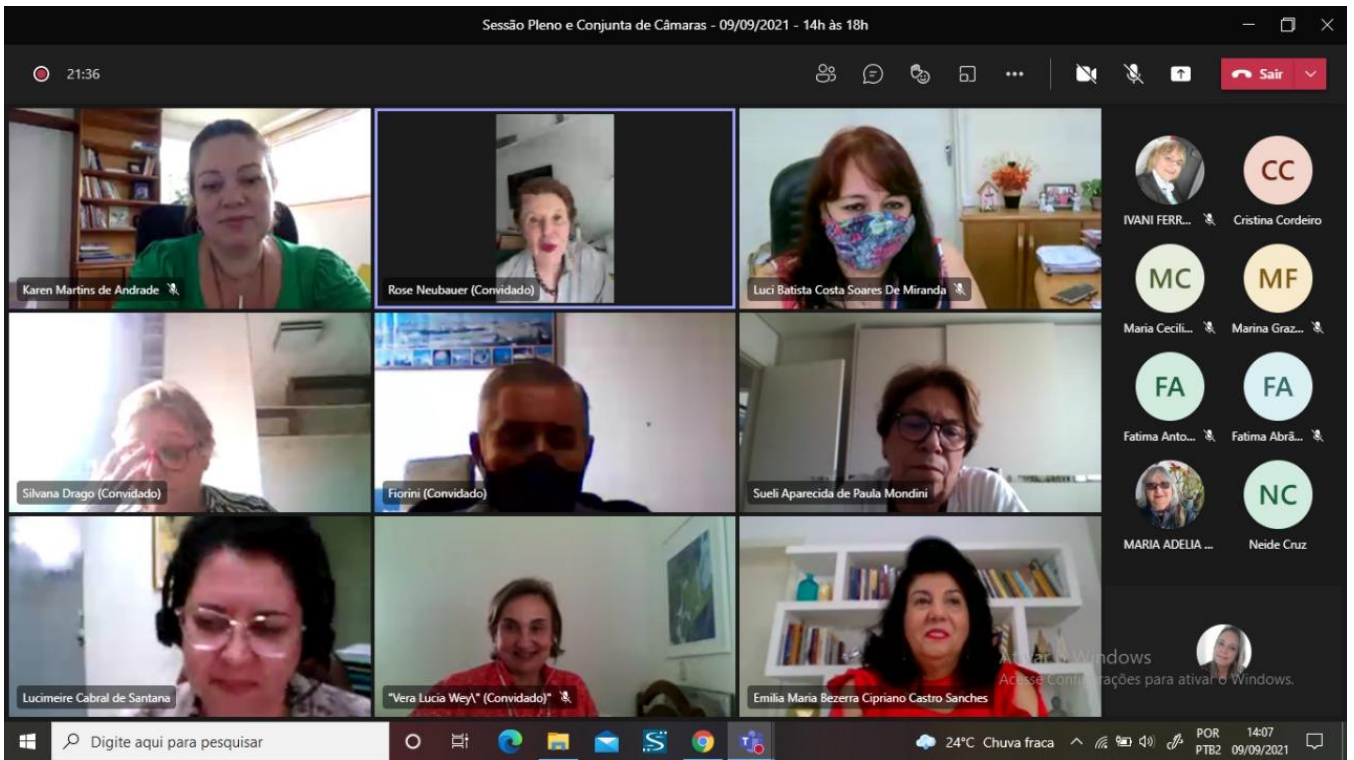 Sessão Pleno e Conjunta de Câmaras - 09/09/2021 - 14h às 18h
21:36
Sair
Karen Martins de Andrade
Rose Neubauer (Convidado)
Luci Batista Costa Soares De Miranda
IVANI FERR...
Cristina Cordeiro
CC
MC
MF
Maria Cecili...
Marina Graz...
Silvana Drago (Convidado)
Fiorini (Convidado)
Sueli Aparecida de Paula Mondini
FA
FA
Fatima Anto...
Fatima Abrã...
NC
MARIA ADELIA ...
Neide Cruz
Lucimeire Cabral de Santana
"Vera Lucia Wey\" (Convidado)"
Emilia Maria Bezerra Cipriano Castro Sanches
Ativar o Windows
Acesse Configurações para ativar o Windows.
Digite aqui para pesquisar
24°C Chuva fraca
POR
PTB2
14:07
09/09/2021